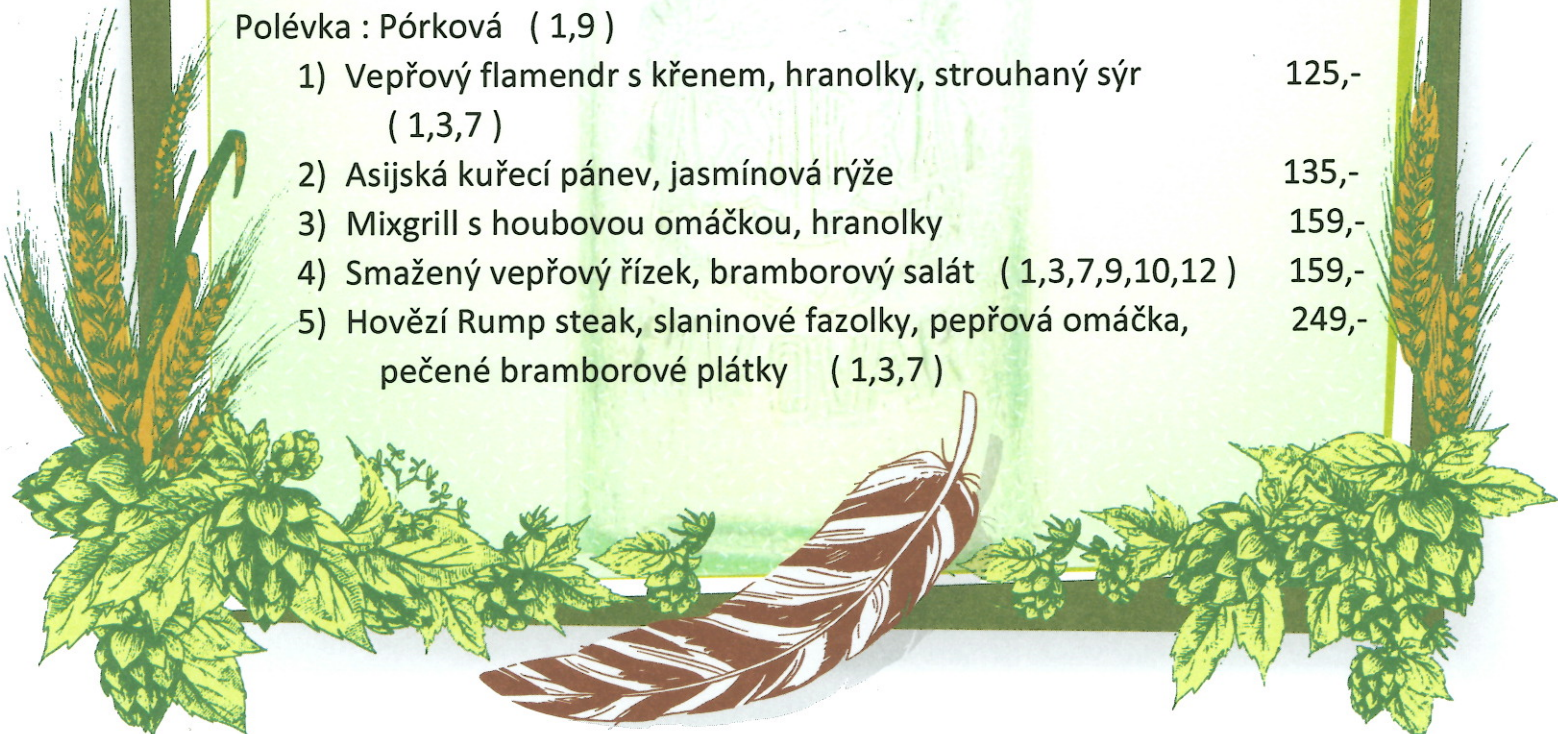 Polévka : Pórková ( 1,9 )
1) Vepřový flamendr s křenem, hranolky, strouhaný sýr 125,-
( 1,3,7 )
2) Asijská kuřecí pánev, jasmínová rýže 135,-
3) Mixgrill s houbovou omáčkou, hranolky 159,-
4) Smažený vepřový řízek, bramborový salát ( 1,3,7,9,10,12 ) 159,-
5) Hovězí Rump steak, slaninové fazolky, pepřová omáčka, 249,-
pečené bramborové plátky ( 1,3,7 )